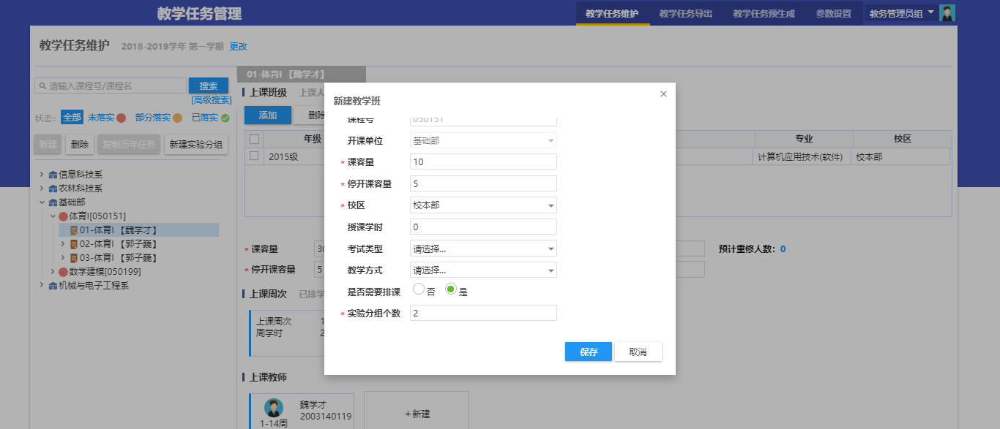 教学任务管理
教学任务维护 教学任务导出 教学任务预生成 参数设置 教务管理员组
教学任务维护 2018-2019学年 第一学期 更改
请输入课程号/课程名 搜索
[高级搜索]
状态: 全部 未落实 部分落实 已落实
新建 删除 复制历年任务 新建实验分组
信息科技系
农林科技系
基础部
体育I[050151]
01-体育I 【魏学才】
02-体育I 【郭子巍】
03-体育I 【郭子巍】
数学建模[050199]
机械与电子工程系
01-体育I 【魏学才】
上课班级 上课人
添加 删除
年级 专业 校区
2015级 计算机应用技术(软件) 校本部
* 课容量 30
预计重修人数: 0
* 停开课容量 5
上课周次 已排学
上课周次 1
周学时 2
上课教师
魏学才
2003140119
1-14周
+新建
新建教学班 ×
课程号 050151
开课单位 基础部
* 课容量 10
* 停开课容量 5
* 校区 校本部
授课学时 0
考试类型 请选择...
教学方式 请选择...
是否需要排课 否 是
* 实验分组个数 2
保存 取消